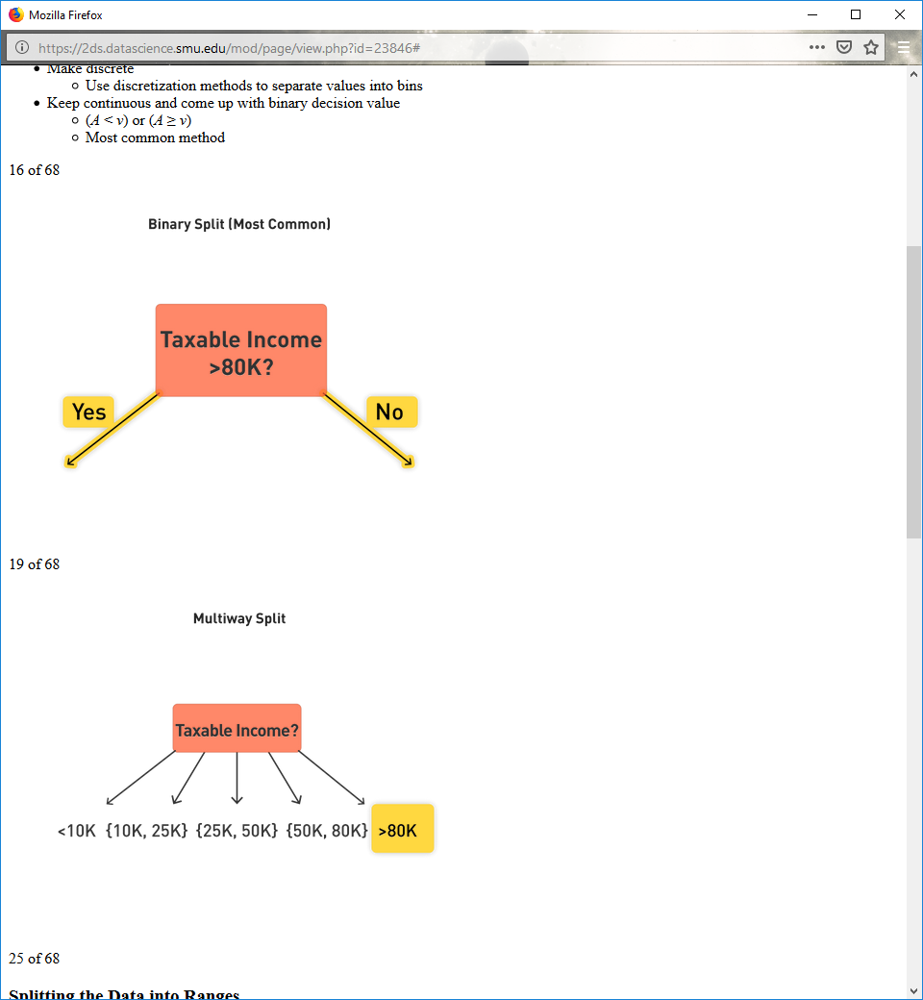 Mozilla Firefox
https://2ds.datascience.smu.edu/mod/page/view.php?id=23846#
Make discrete
Use discretization methods to separate values into bins
Keep continuous and come up with binary decision value
(A < v) or (A ≥ v)
Most common method
16 of 68
Binary Split (Most Common)
Taxable Income
>80K?
Yes
No
19 of 68
Multiway Split
Taxable Income?
<10K {10K, 25K} {25K, 50K} {50K, 80K} >80K
25 of 68
Splitting the Data into Ranges